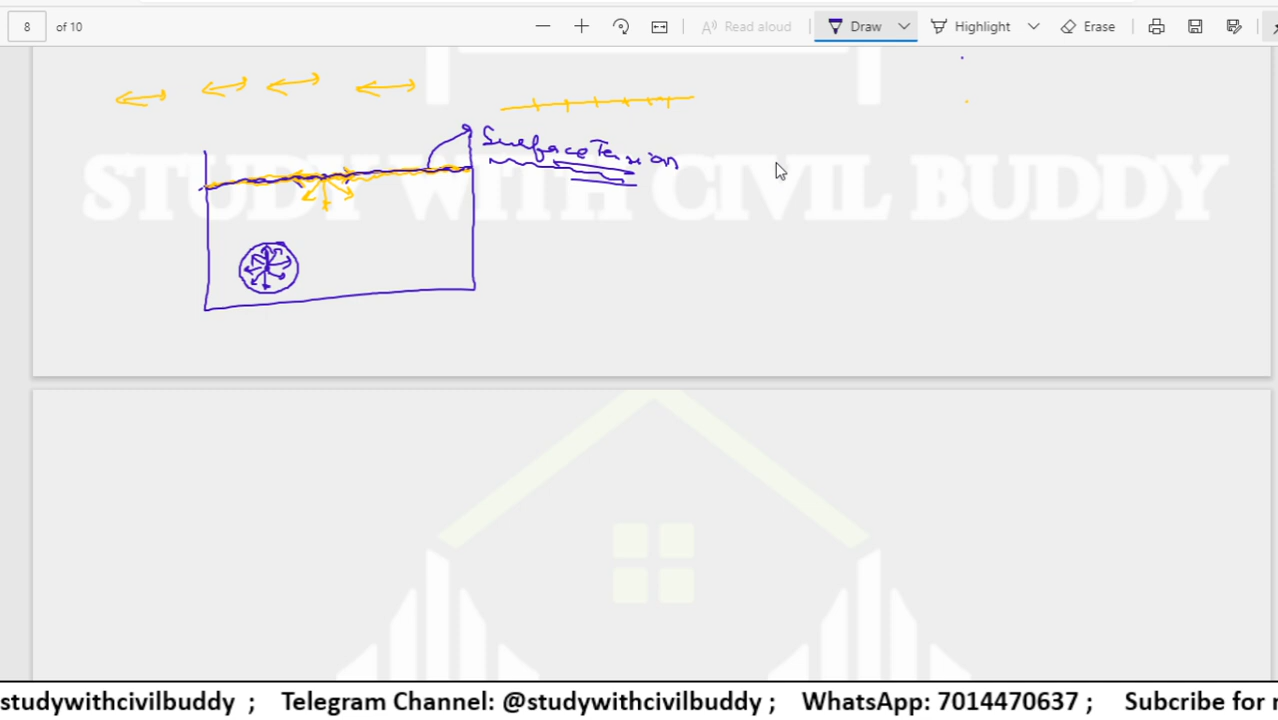 8 of 10 Read aloud Draw Highlight Erase
Surface Tension
STUDY WITH CIVIL BUDDY
studywithcivilbuddy ; Telegram Channel: @studywithcivilbuddy ; WhatsApp: 7014470637 ; Subcribe for